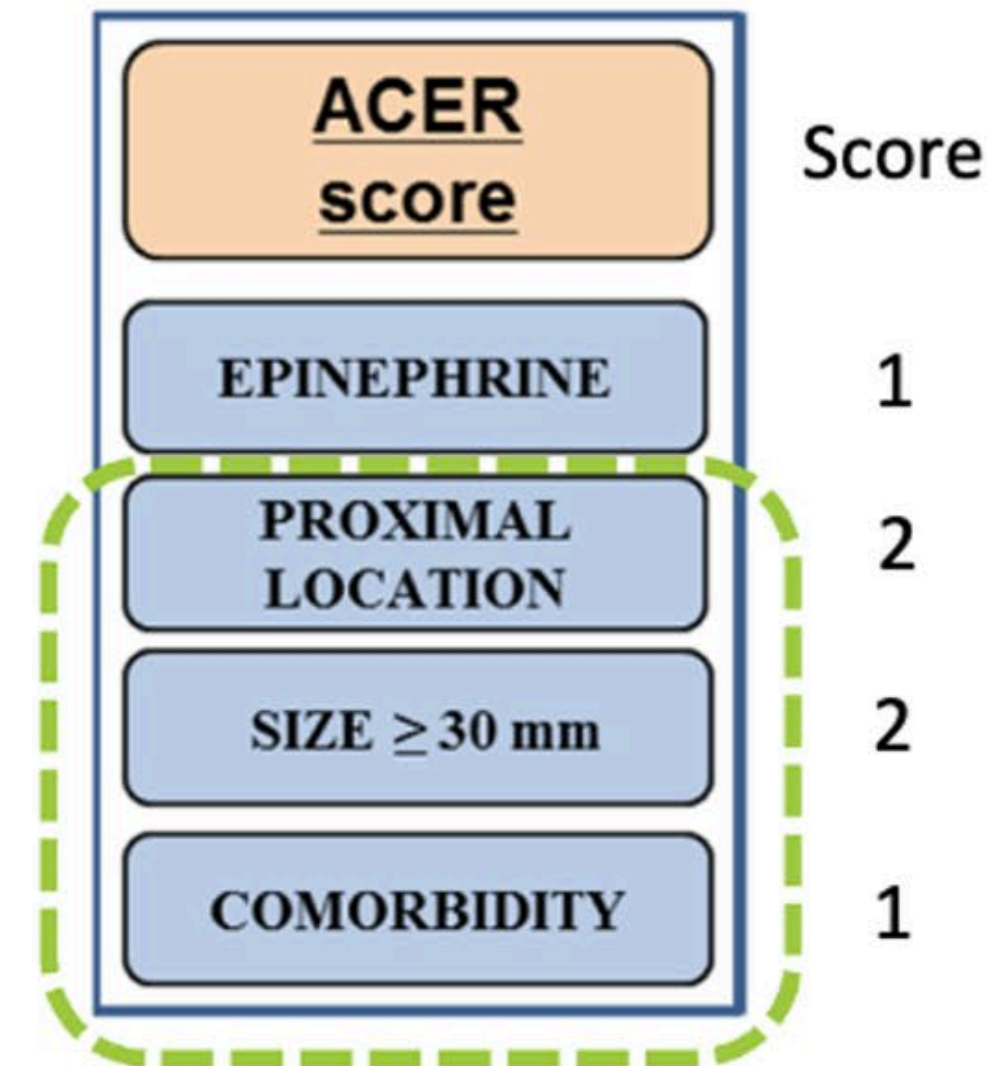 ACER
score
Score
EPINEPHRINE
1
PROXIMAL
LOCATION
2
SIZE ≥ 30 mm
2
COMORBIDITY
1